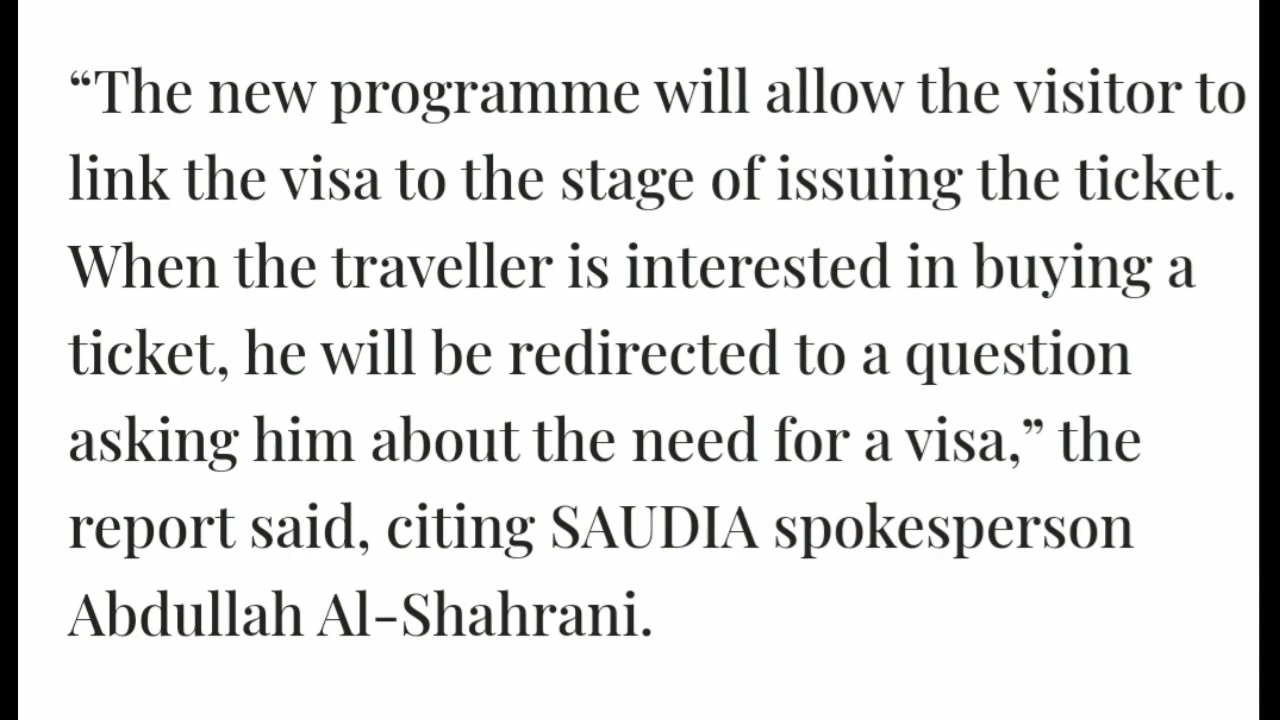 “The new programme will allow the visitor to
link the visa to the stage of issuing the ticket.
When the traveller is interested in buying a
ticket, he will be redirected to a question
asking him about the need for a visa,” the
report said, citing SAUDIA spokesperson
Abdullah Al-Shahrani.